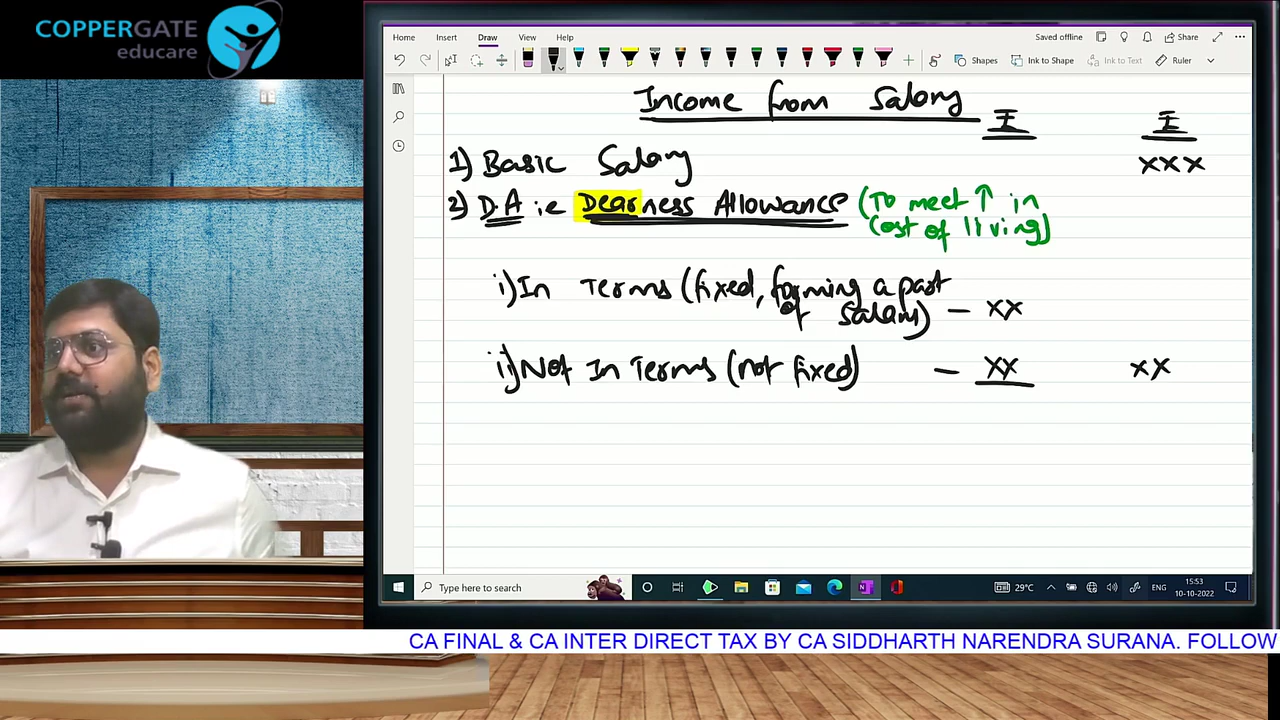 COPPERGATE
educare
Home Insert Draw View Help
Saved offline
Share
Shapes
Ink to Shape
Ink to Text
Ruler
Income from Salary
₹ ₹
1) Basic Salary xxx
2) D.A ie Dearness Allowance (To meet ↑ in
cost of living)
i) In Terms (fixed, forming a part
of salary) – xx
ii) Not In Terms (not fixed) – xx xx
Type here to search
29°C
ENG
15:53
10-10-2022
CA FINAL & CA INTER DIRECT TAX BY CA SIDDHARTH NARENDRA SURANA. FOLLOW